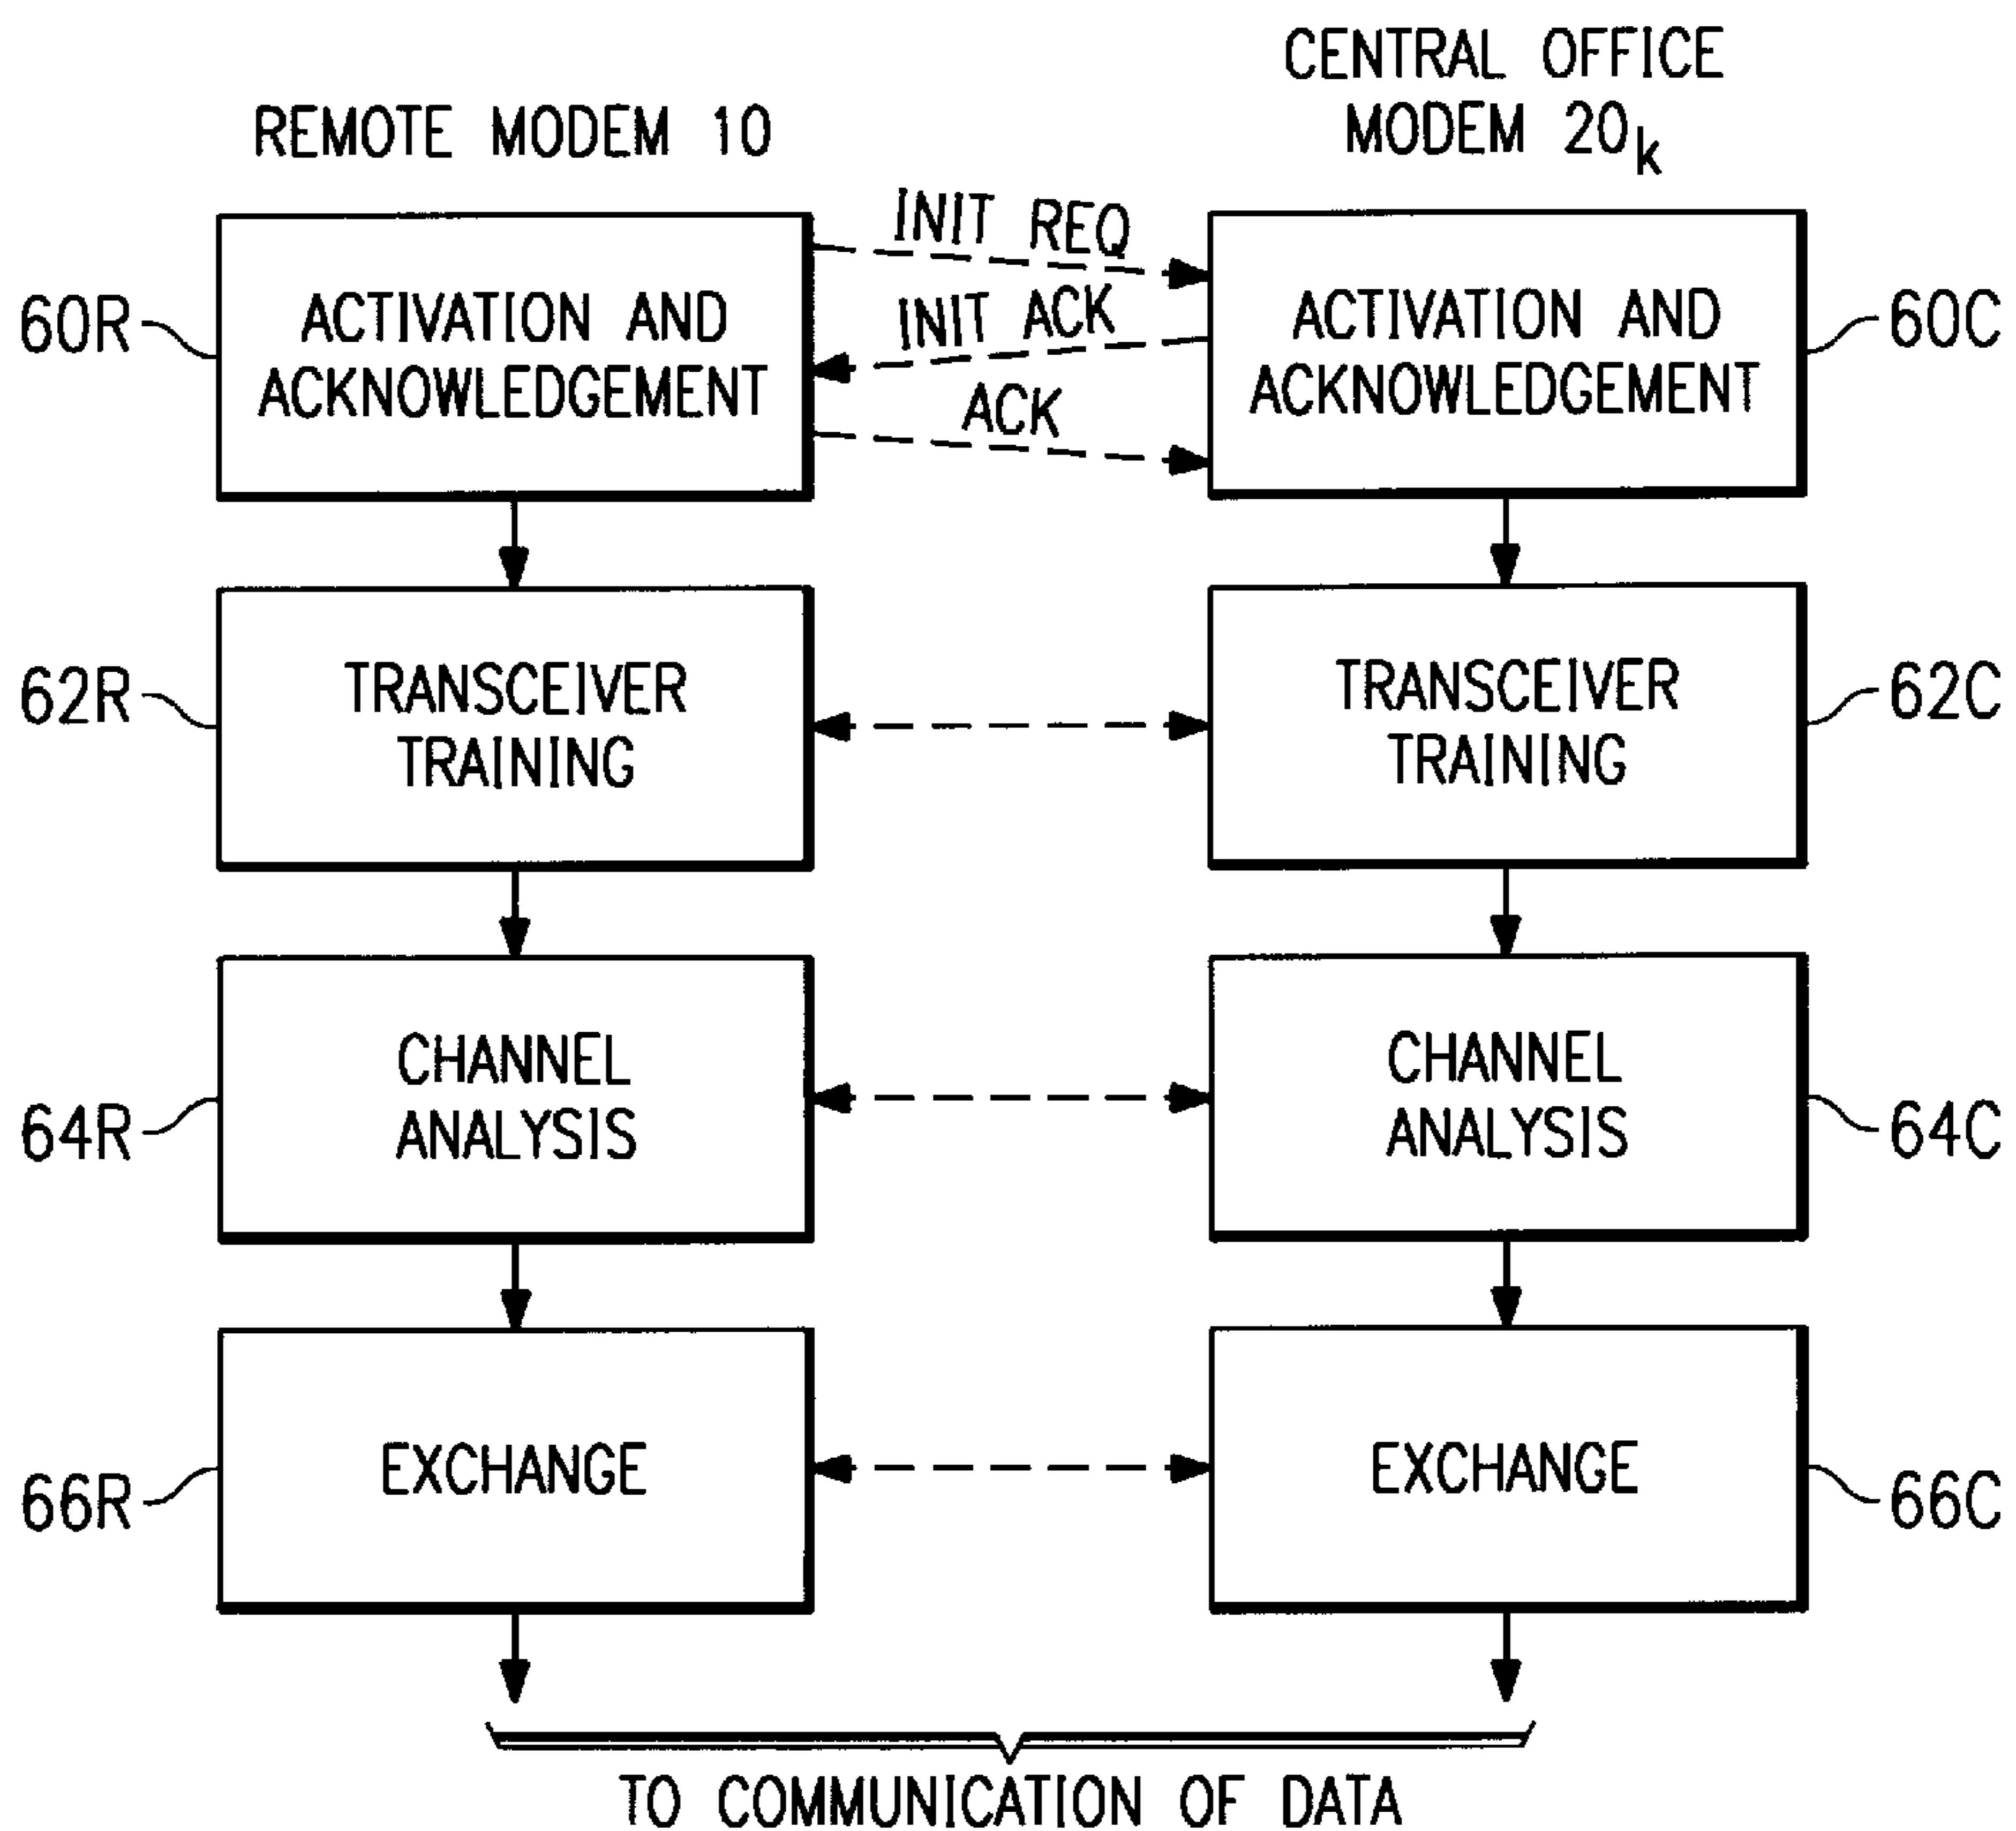 CENTRAL OFFICE
REMOTE MODEM 10
MODEM 20k
INIT REQ
INIT ACK
ACK
60R
ACTIVATION AND
ACKNOWLEDGEMENT
ACTIVATION AND
ACKNOWLEDGEMENT
60C
62R
TRANSCEIVER
TRAINING
TRANSCEIVER
TRAINING
62C
64R
CHANNEL
ANALYSIS
CHANNEL
ANALYSIS
64C
66R
EXCHANGE
EXCHANGE
66C
TO COMMUNICATION OF DATA